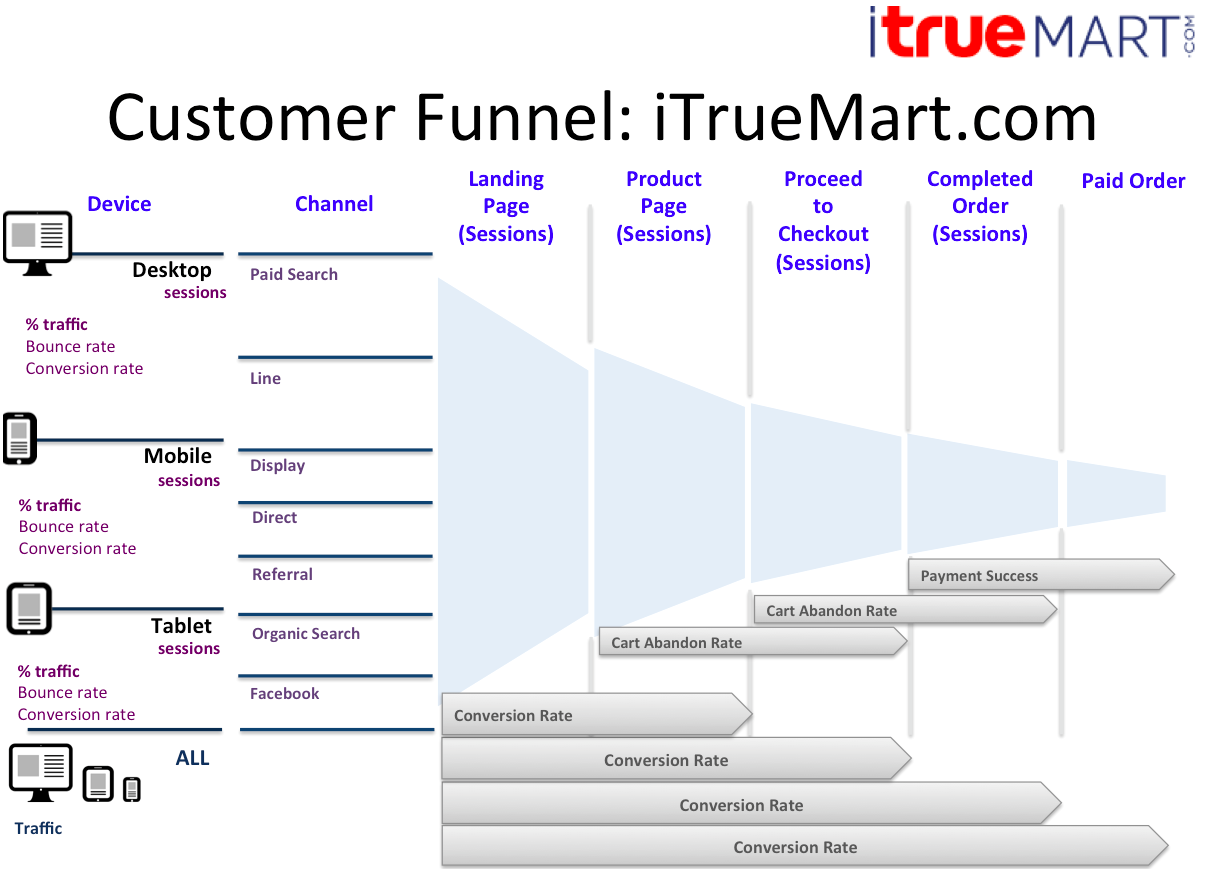 itrueMART.COM
Customer Funnel: iTrueMart.com
Device
Channel
Landing
Page
(Sessions)
Product
Page
(Sessions)
Proceed
to
Checkout
(Sessions)
Completed
Order
(Sessions)
Paid Order
Desktop
sessions
% traffic
Bounce rate
Conversion rate
Mobile
sessions
% traffic
Bounce rate
Conversion rate
Tablet
sessions
% traffic
Bounce rate
Conversion rate
ALL
Traffic
Paid Search
Line
Display
Direct
Referral
Organic Search
Facebook
Payment Success
Cart Abandon Rate
Cart Abandon Rate
Conversion Rate
Conversion Rate
Conversion Rate
Conversion Rate